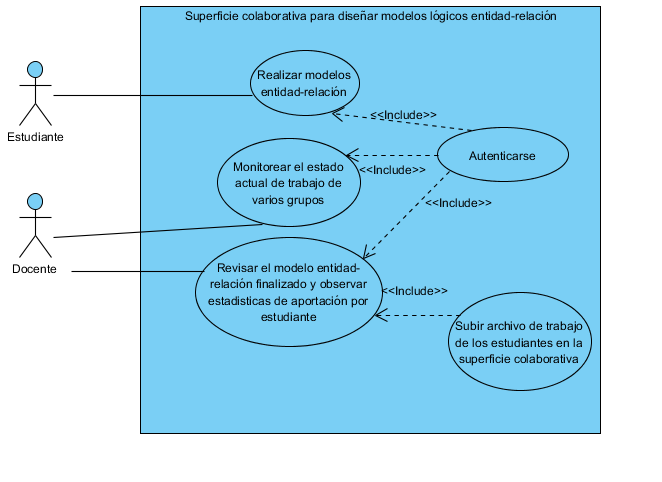 Superficie colaborativa para diseñar modelos lógicos entidad-relación
Estudiante
Realizar modelos
entidad-relación
<<Include>>
Autenticarse
Monitorear el estado
actual de trabajo de
varios grupos
<<Include>>
<<Include>>
Docente
Revisar el modelo entidad-
relación finalizado y observar
estadisticas de aportación por
estudiante
<<Include>>
Subir archivo de trabajo
de los estudiantes en la
superficie colaborativa